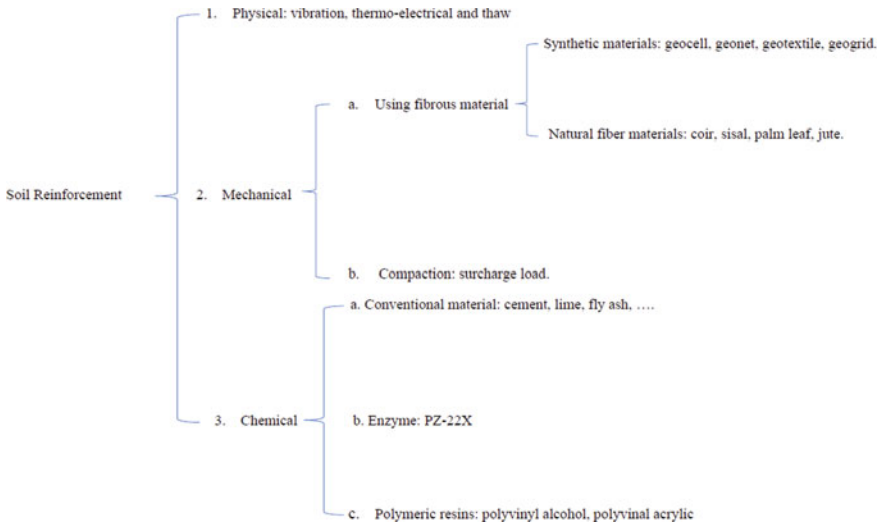 1. Physical: vibration, thermo-electrical and thaw
Synthetic materials: geocell, geonet, geotextile, geogrid.
a. Using fibrous material
Natural fiber materials: coir, sisal, palm leaf, jute.
Soil Reinforcement
2. Mechanical
b. Compaction: surcharge load.
a. Conventional material: cement, lime, fly ash, ….
3. Chemical
b. Enzyme: PZ-22X
c. Polymeric resins: polyvinyl alcohol, polyvinal acrylic